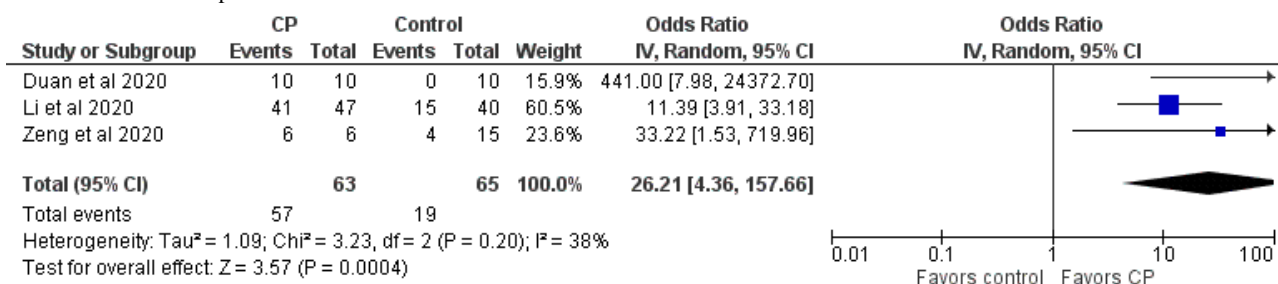 CP Control Odds Ratio Odds Ratio
Study or Subgroup Events Total Events Total Weight IV, Random, 95% CI IV, Random, 95% CI
Duan et al 2020 10 10 0 10 15.9% 441.00 [7.98, 24372.70]
Li et al 2020 41 47 15 40 60.5% 11.39 [3.91, 33.18]
Zeng et al 2020 6 6 4 15 23.6% 33.22 [1.53, 719.96]
Total (95% CI) 63 65 100.0% 26.21 [4.36, 157.66]
Total events 57 19
Heterogeneity: Tau² = 1.09; Chi² = 3.23, df = 2 (P = 0.20); I² = 38%
Test for overall effect: Z = 3.57 (P = 0.0004)
0.01 0.1 1 10 100
Favors control Favors CP